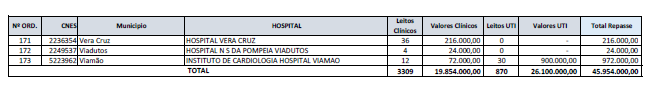 Nº ORD. CNES Município HOSPITAL Leitos Clínicos Valores Clínicos Leitos UTI Valores UTI Total Repasse
171 2236354 Vera Cruz HOSPITAL VERA CRUZ 36 216.000,00 0 - 216.000,00
172 2249537 Viadutos HOSPITAL N S DA POMPEIA VIADUTOS 4 24.000,00 0 - 24.000,00
173 5223962 Viamão INSTITUTO DE CARDIOLOGIA HOSPITAL VIAMAO 12 72.000,00 30 900.000,00 972.000,00
TOTAL 3309 19.854.000,00 870 26.100.000,00 45.954.000,00